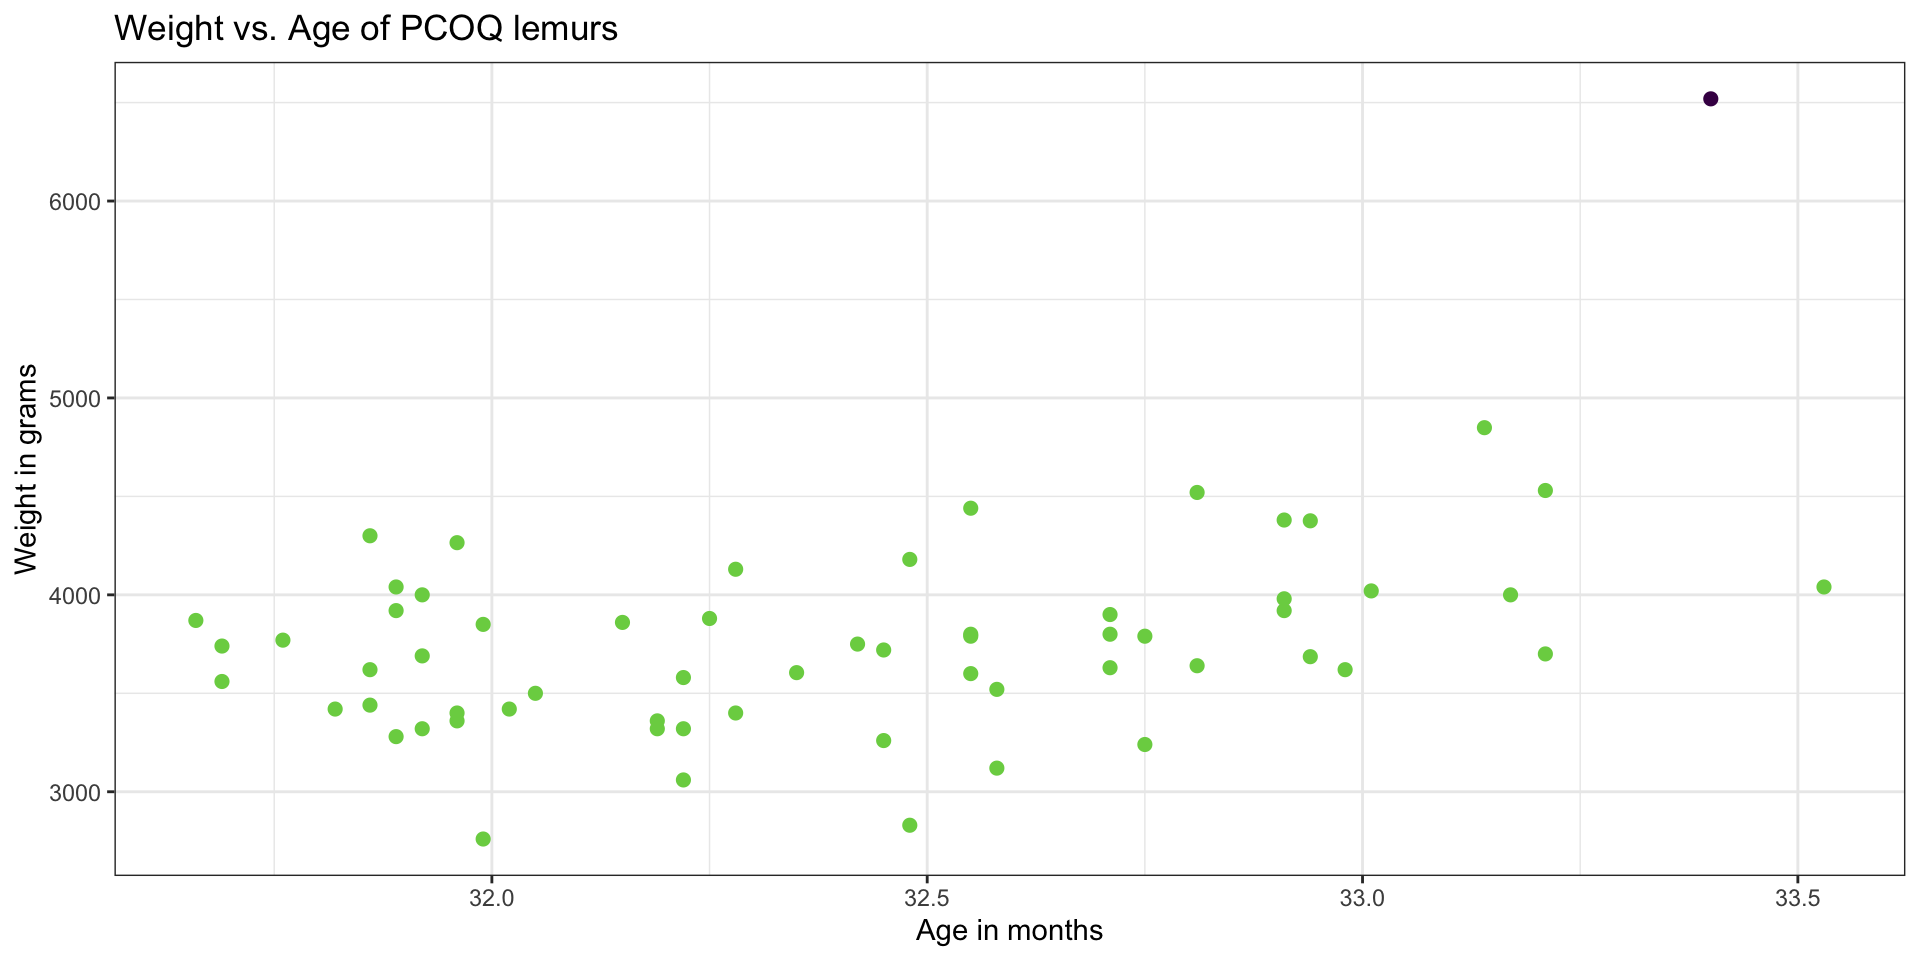 Weight vs. Age of PCOQ lemurs
Weight in grams
6000
5000
4000
3000
32.0
32.5
33.0
33.5
Age in months